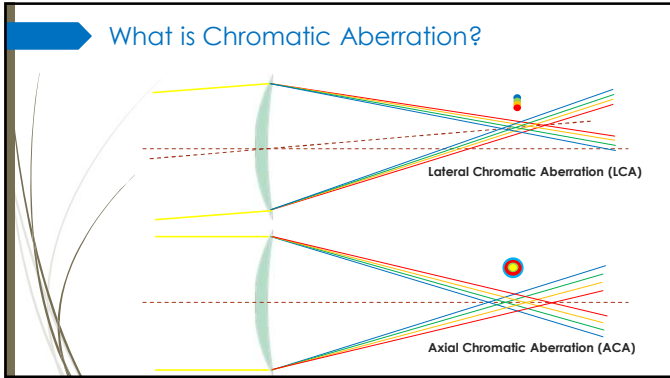 What is Chromatic Aberration?
Lateral Chromatic Aberration (LCA)
Axial Chromatic Aberration (ACA)